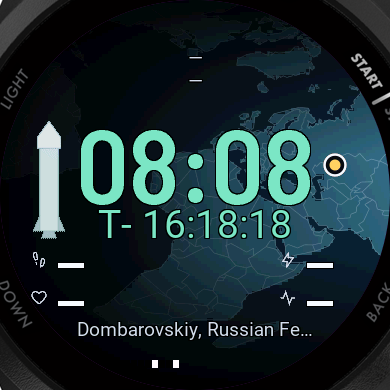 LIGHT
START
08:08
T- 16:18:18
DOWN
BACK
Dombarovskiy, Russian Fe...